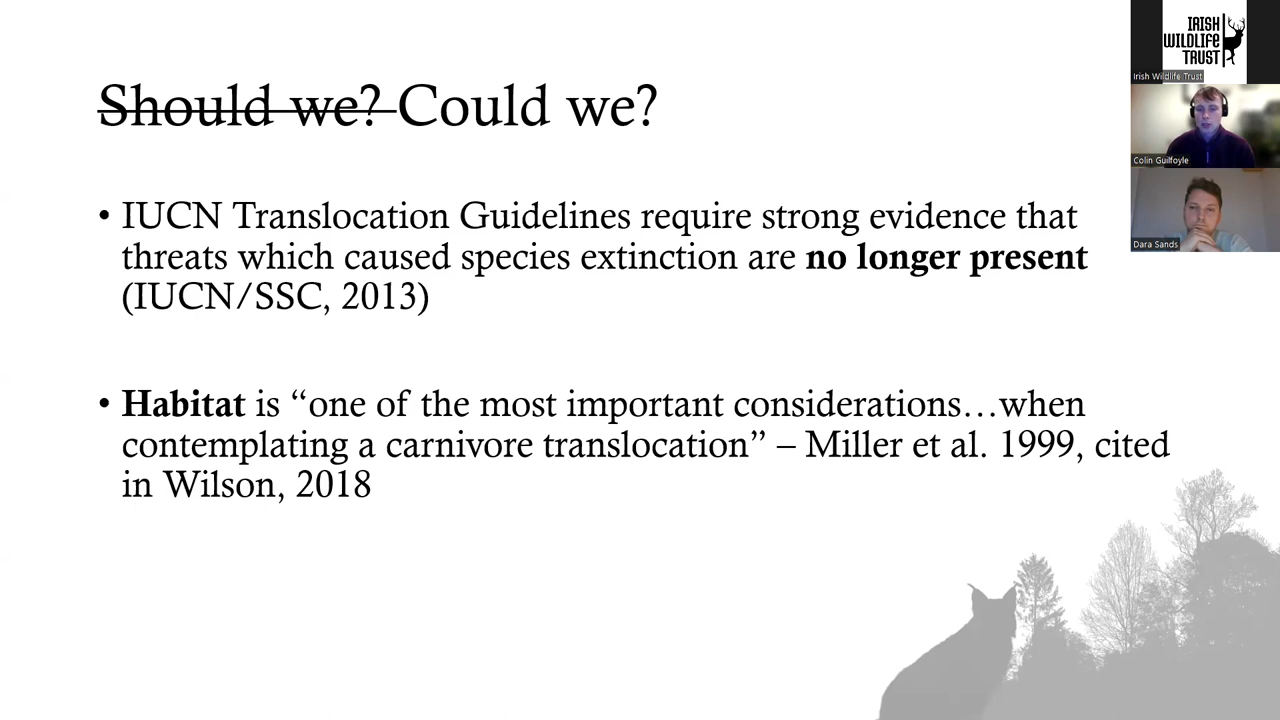 Should we? Could we?
• IUCN Translocation Guidelines require strong evidence that
threats which caused species extinction are no longer present
(IUCN/SSC, 2013)
• Habitat is “one of the most important considerations…when
contemplating a carnivore translocation” – Miller et al. 1999, cited
in Wilson, 2018
IRISH
WILDLIFE
TRUST
Irish Wildlife Trust
Colin Guilfoyle
Dara Sands